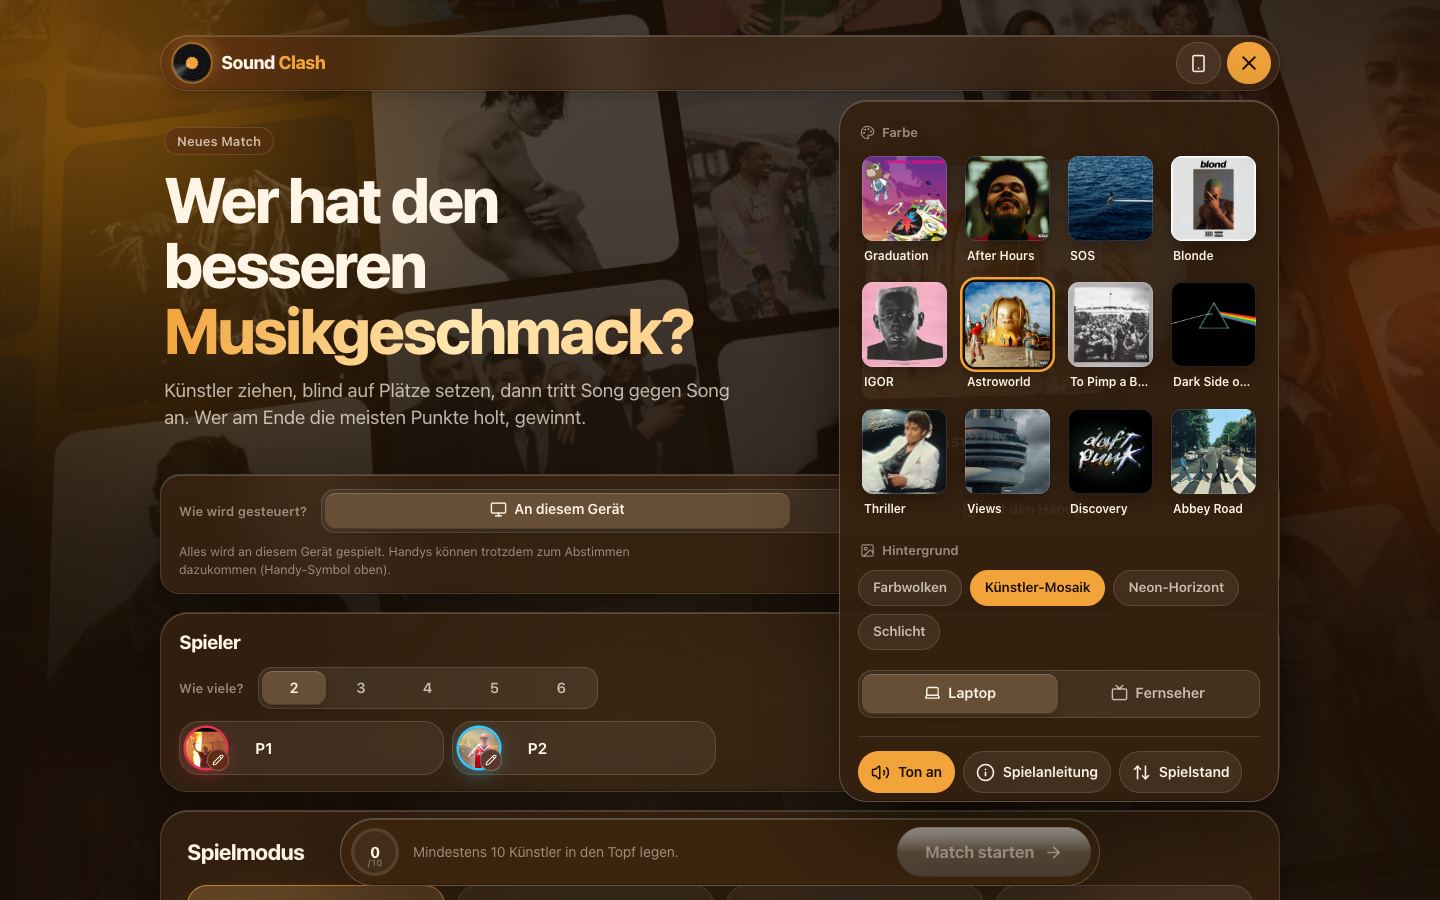 Sound Clash
Neues Match
Wer hat den
besseren
Musikgeschmack?
Künstler ziehen, blind auf Plätze setzen, dann tritt Song gegen Song
an. Wer am Ende die meisten Punkte holt, gewinnt.
Wie wird gesteuert?
An diesem Gerät
Alles wird an diesem Gerät gespielt. Handys können trotzdem zum Abstimmen
dazukommen (Handy-Symbol oben).
Spieler
Wie viele?
2 3 4 5 6
P1 P2
Spielmodus
0
/10
Mindestens 10 Künstler in den Topf legen.
Match starten
Farbe
blond
Graduation After Hours SOS Blonde
IGOR Astroworld To Pimp a B... Dark Side o...
daft
punk
Thriller Views Discovery Abbey Road
Hintergrund
Farbwolken Künstler-Mosaik Neon-Horizont
Schlicht
Laptop Fernseher
Ton an Spielanleitung Spielstand